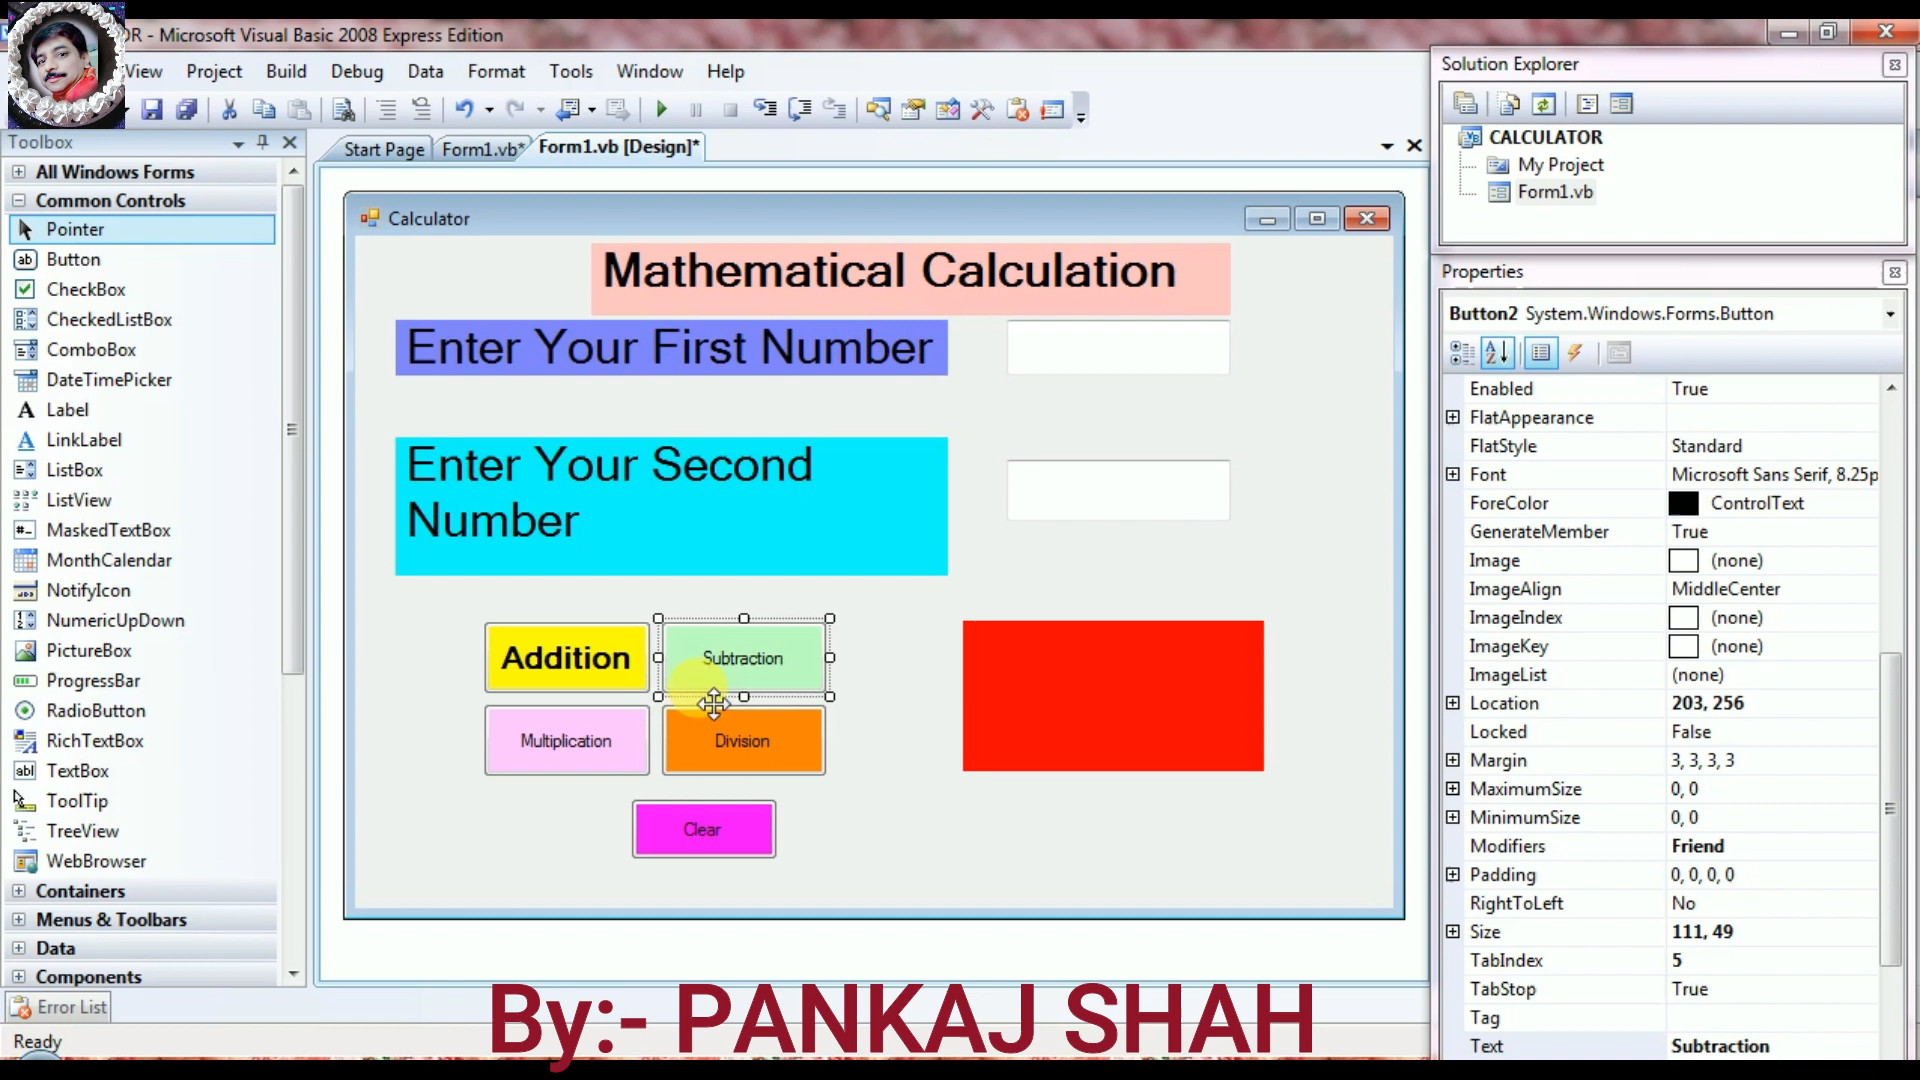 OR - Microsoft Visual Basic 2008 Express Edition
View Project Build Debug Data Format Tools Window Help
Toolbox
All Windows Forms
Common Controls
Pointer
Button
CheckBox
CheckedListBox
ComboBox
DateTimePicker
Label
LinkLabel
ListBox
ListView
MaskedTextBox
MonthCalendar
NotifyIcon
NumericUpDown
PictureBox
ProgressBar
RadioButton
RichTextBox
TextBox
ToolTip
TreeView
WebBrowser
Containers
Menus & Toolbars
Data
Components
Error List
Ready
Start Page Form1.vb* Form1.vb [Design]*
Calculator
Mathematical Calculation
Enter Your First Number
Enter Your Second
Number
Addition Subtraction
Multiplication Division
Clear
Solution Explorer
CALCULATOR
My Project
Form1.vb
Properties
Button2 System.Windows.Forms.Button
Enabled True
FlatAppearance
FlatStyle Standard
Font Microsoft Sans Serif, 8.25p
ForeColor ControlText
GenerateMember True
Image (none)
ImageAlign MiddleCenter
ImageIndex (none)
ImageKey (none)
ImageList (none)
Location 203, 256
Locked False
Margin 3, 3, 3, 3
MaximumSize 0, 0
MinimumSize 0, 0
Modifiers Friend
Padding 0, 0, 0, 0
RightToLeft No
Size 111, 49
TabIndex 5
TabStop True
Tag
Text Subtraction
By:- PANKAJ SHAH